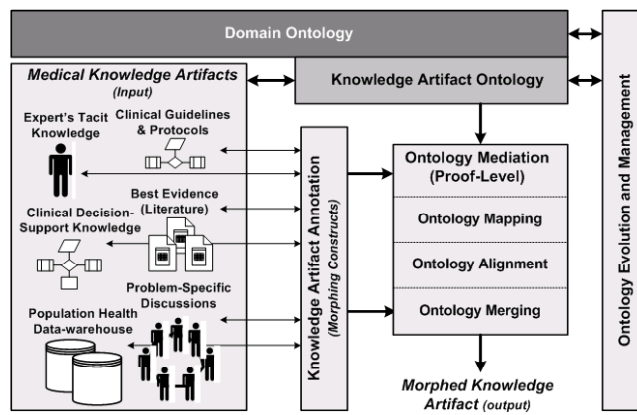 Domain Ontology
Medical Knowledge Artifacts
(Input)
Knowledge Artifact Ontology
Expert's Tacit
Knowledge
Clinical Guidelines
& Protocols
Best Evidence
(Literature)
Clinical Decision-
Support Knowledge
Problem-Specific
Discussions
Population Health
Data-warehouse
Knowledge Artifact Annotation
(Morphing Constructs)
Ontology Mediation
(Proof-Level)
Ontology Mapping
Ontology Alignment
Ontology Merging
Morphed Knowledge
Artifact (output)
Ontology Evolution and Management